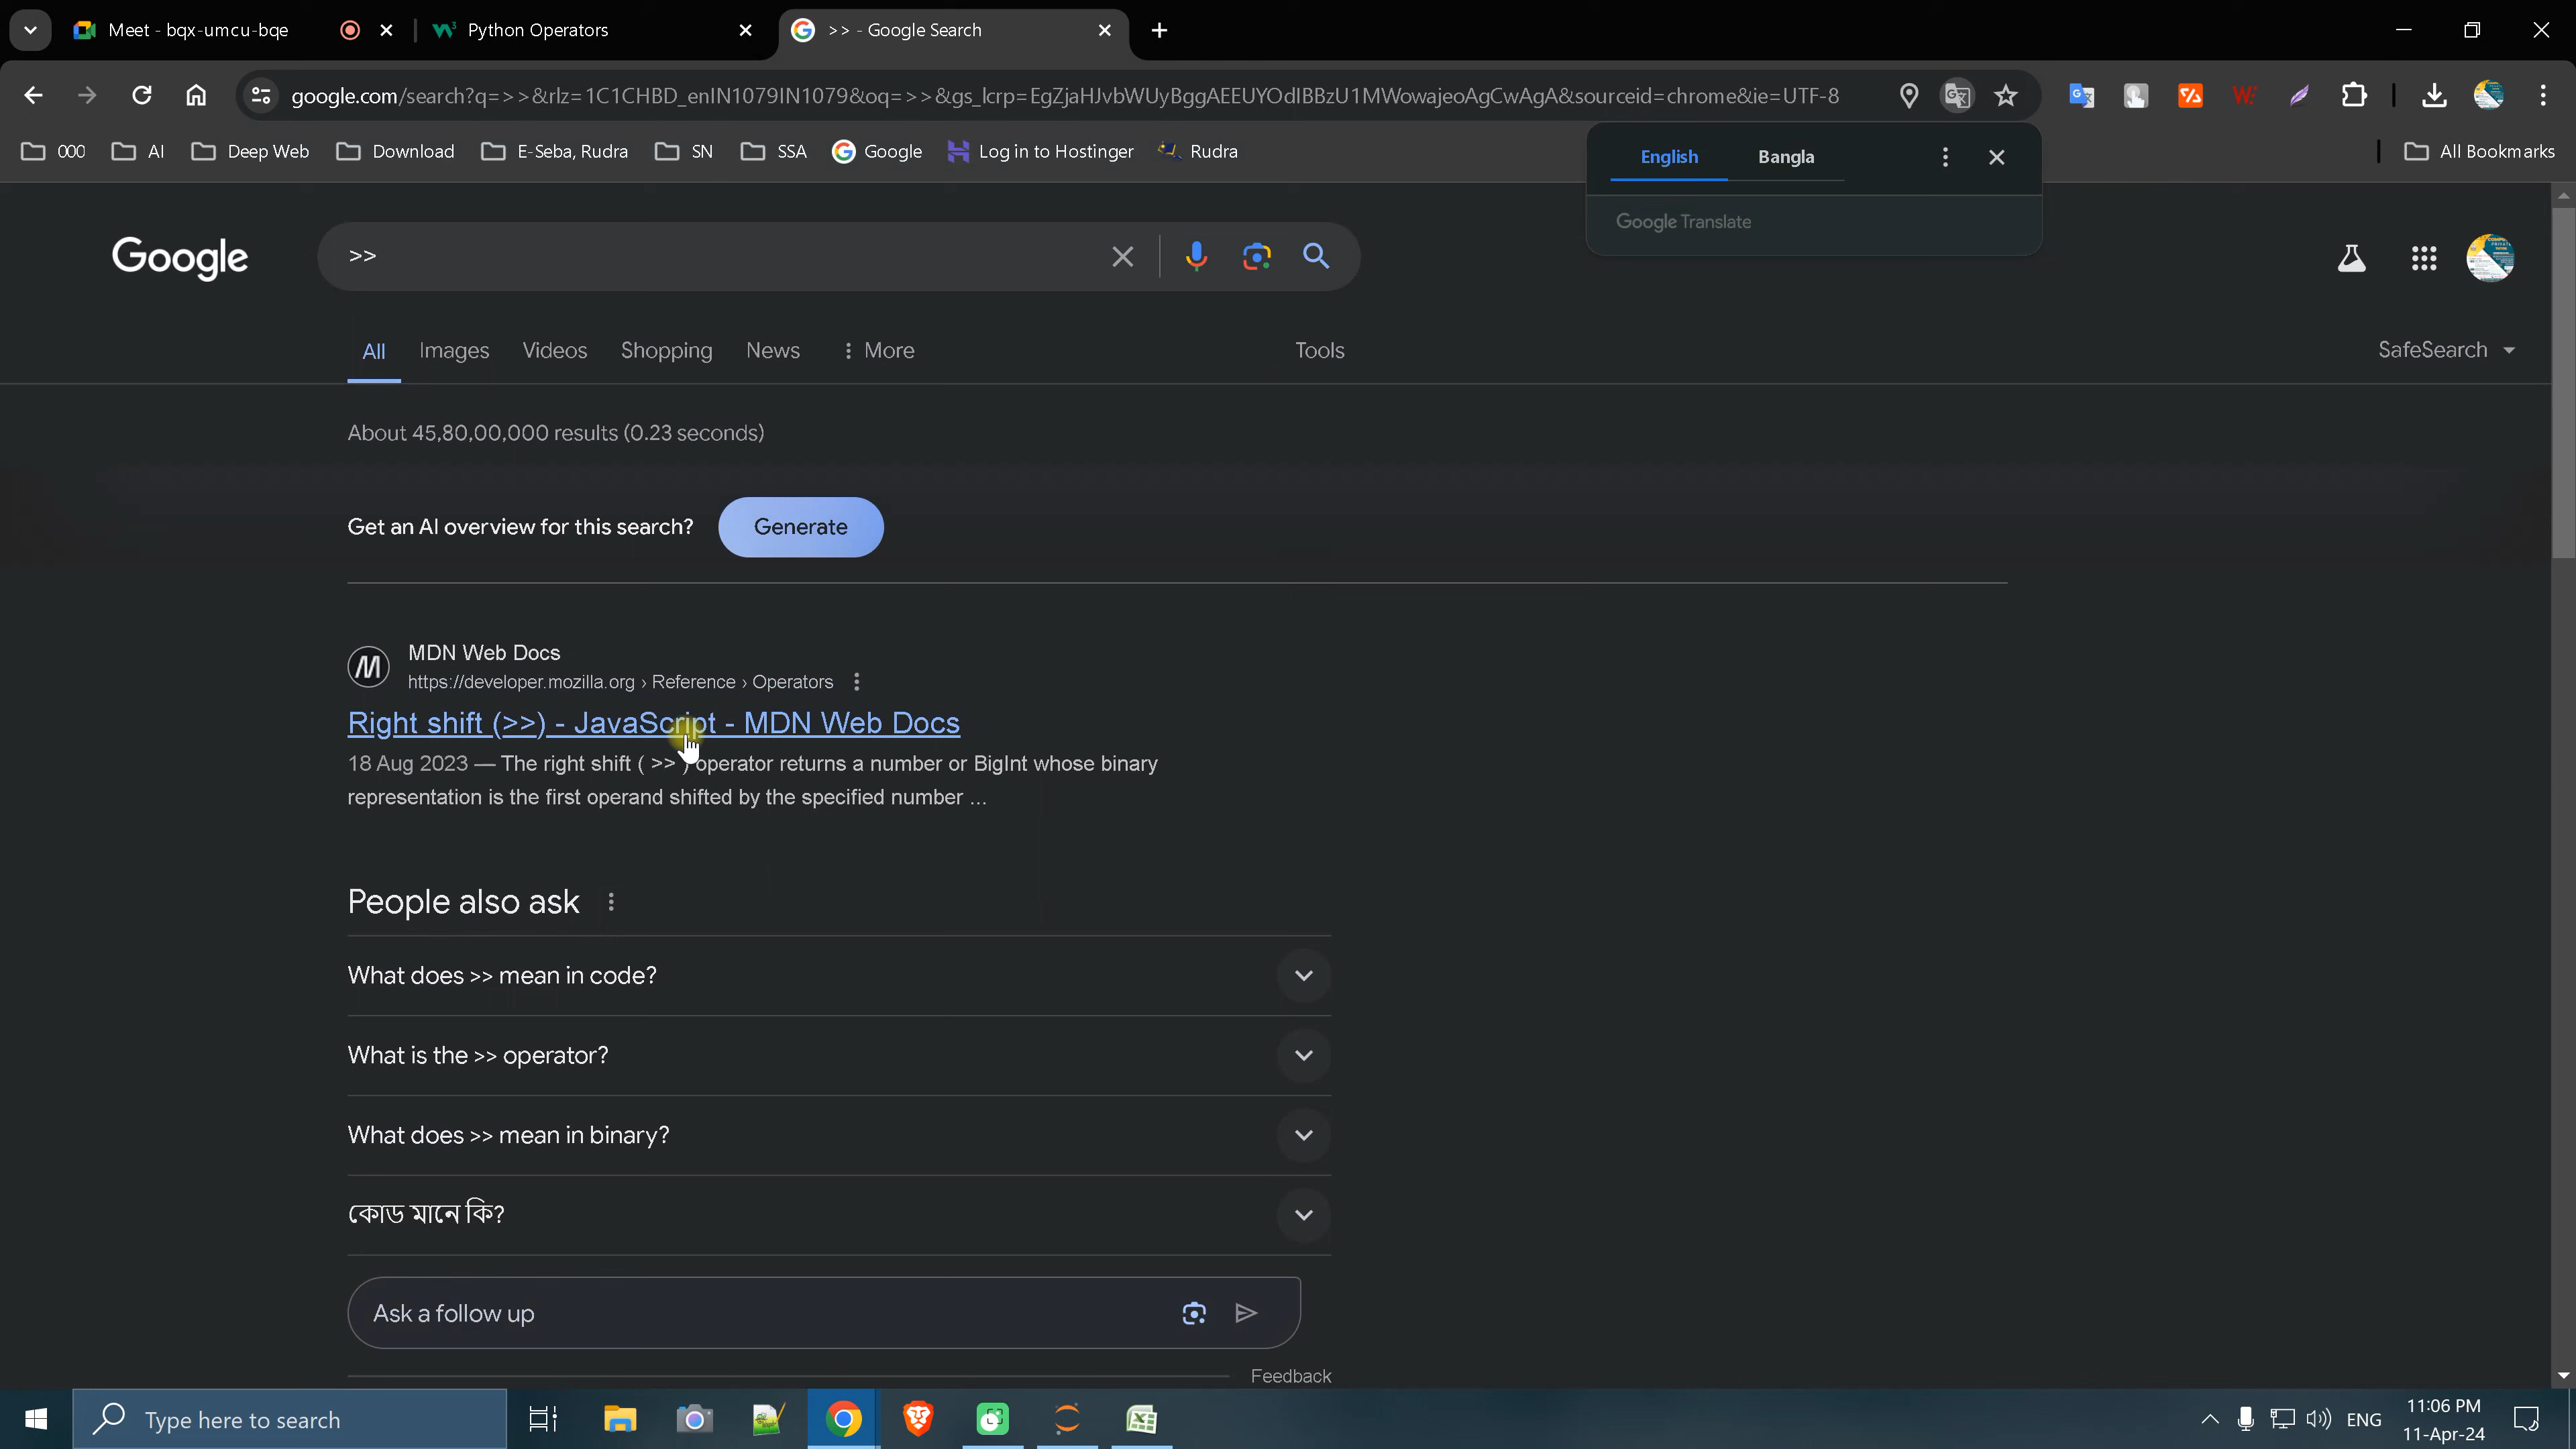 Meet - bqx-umcu-bqe
Python Operators
>> - Google Search
google.com/search?q=>>&rlz=1C1CHBD_enIN1079IN1079&oq=>>&gs_lcrp=EgZjaHJvbWUyBggAEEUYOdIBBzU1MWowajeoAgCwAgA&sourceid=chrome&ie=UTF-8
000
AI
Deep Web
Download
E-Seba, Rudra
SN
SSA
Google
Log in to Hostinger
Rudra
All Bookmarks
English
Bangla
Google Translate
Google
>>
All
Images
Videos
Shopping
News
More
Tools
SafeSearch
About 45,80,00,000 results (0.23 seconds)
Get an AI overview for this search?
Generate
MDN Web Docs
https://developer.mozilla.org › Reference › Operators
Right shift (>>) - JavaScript - MDN Web Docs
18 Aug 2023 — The right shift ( >> ) operator returns a number or BigInt whose binary
representation is the first operand shifted by the specified number ...
People also ask
What does >> mean in code?
What is the >> operator?
What does >> mean in binary?
কোড মানে কি?
Ask a follow up
Feedback
Type here to search
ENG
11:06 PM
11-Apr-24